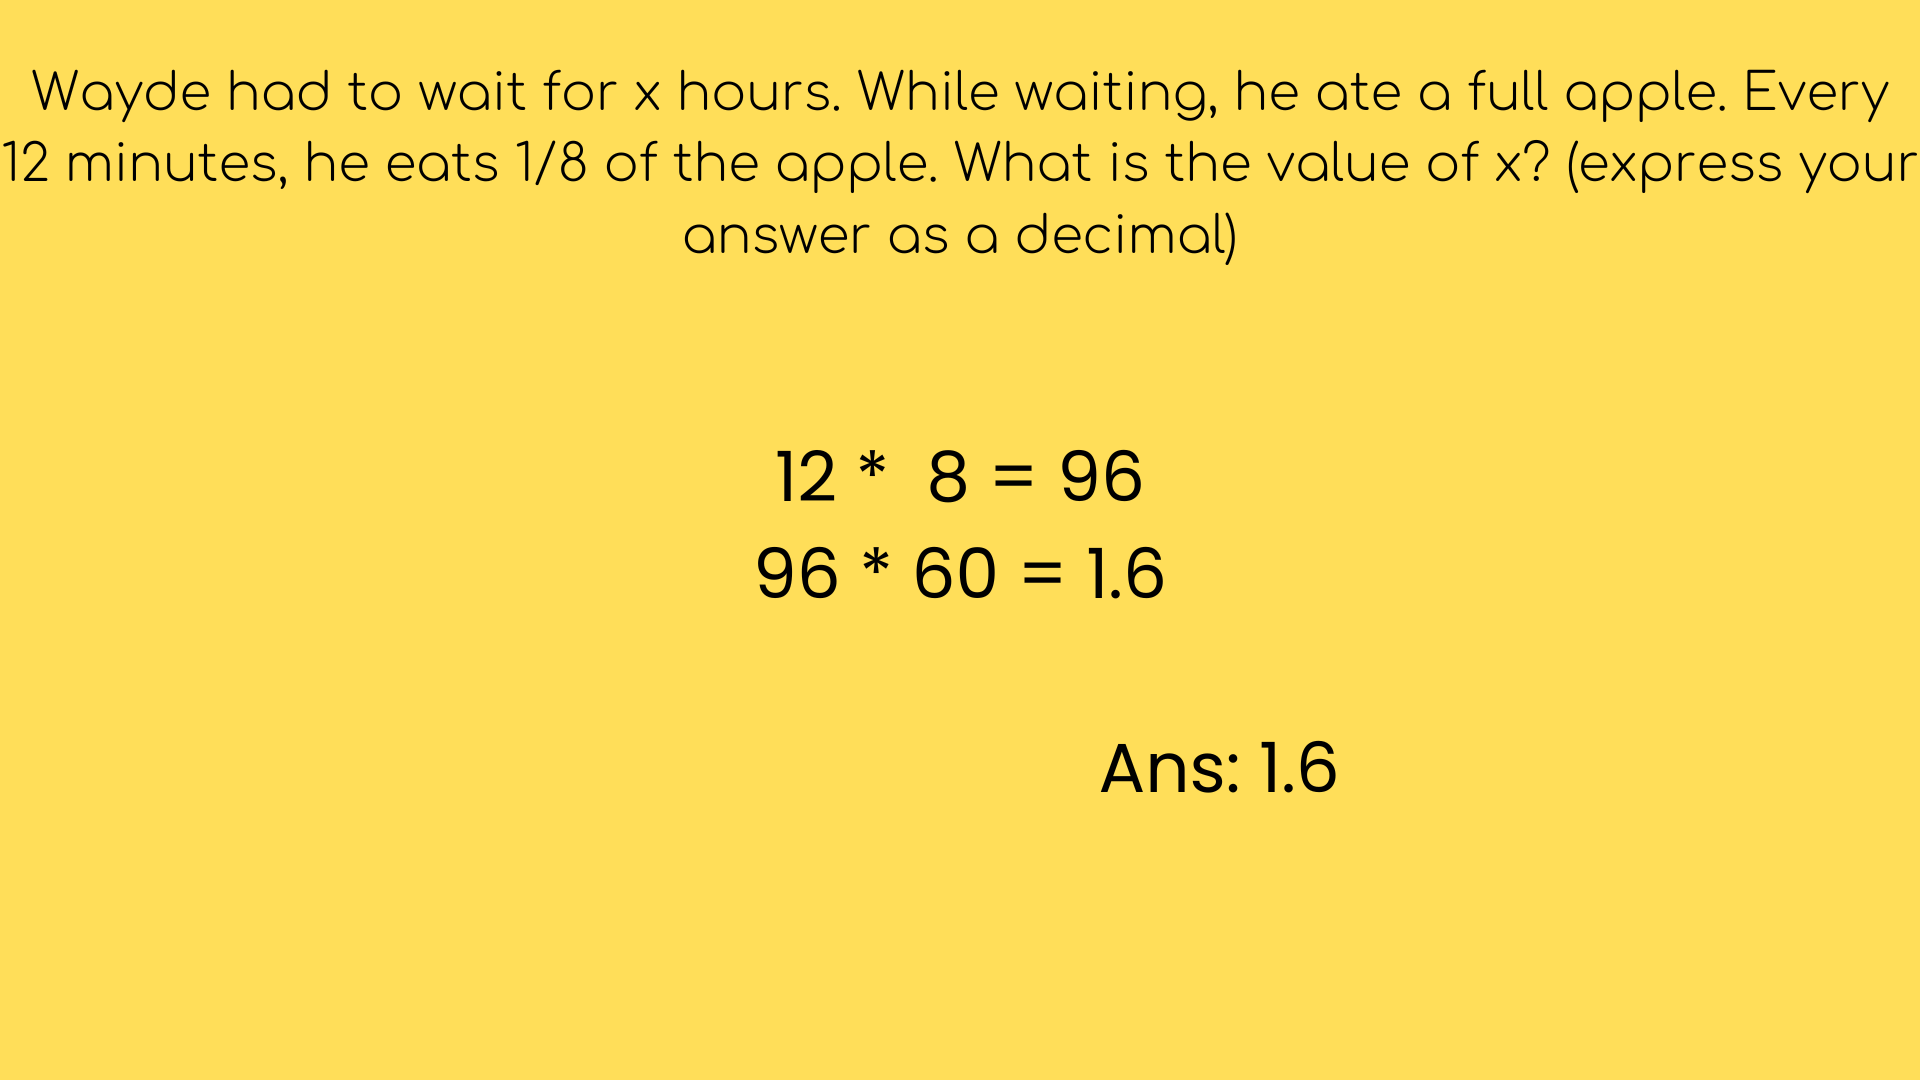 Wayde had to wait for x hours. While waiting, he ate a full apple. Every
12 minutes, he eats 1/8 of the apple. What is the value of x? (express your
answer as a decimal)
12 *  8 = 96
96 * 60 = 1.6
Ans: 1.6